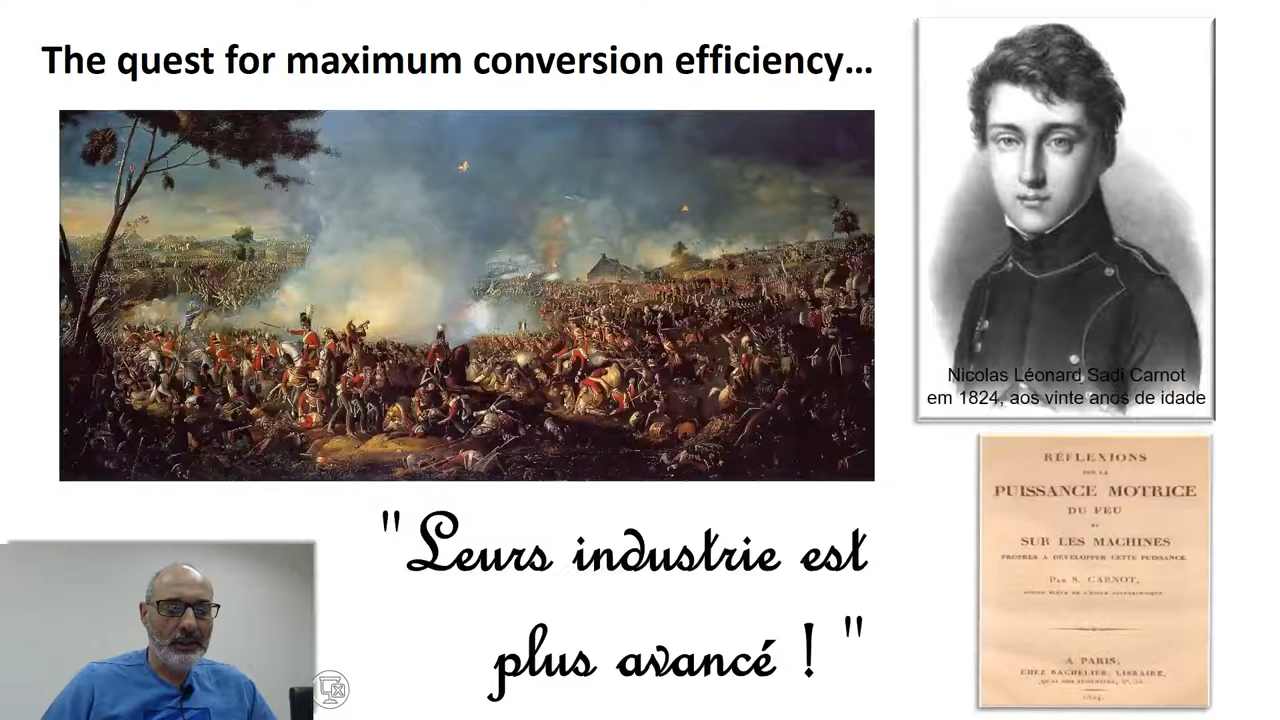 The quest for maximum conversion efficiency...
Nicolas Léonard Sadi Carnot
em 1824, aos vinte anos de idade
RÉFLEXIONS
SUR LA
PUISSANCE MOTRICE
DU FEU
ET
SUR LES MACHINES
PROPRES A DÉVELOPPER CETTE PUISSANCE.
PAR S. CARNOT,
A PARIS,
CHEZ BACHELIER, LIBRAIRE,
1824.
"Leurs industrie est
plus avancé ! "